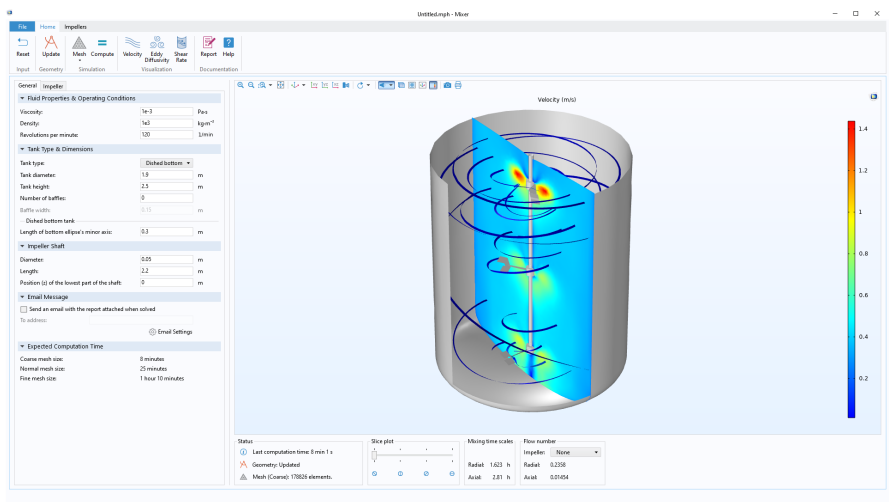 Untitled.mph - Mixer
File Home Impellers
Reset Update Mesh Compute Velocity Eddy Diffusivity Shear Rate Report Help
Input Geometry Simulation Visualization Documentation
General Impeller
Fluid Properties & Operating Conditions
Viscosity: 1e-3 Pa·s
Density: 1e3 kg·m⁻³
Revolutions per minute: 120 1/min
Tank Type & Dimensions
Tank type: Dished bottom
Tank diameter: 1.9 m
Tank height: 2.5 m
Number of baffles: 0
Baffle width: 0.15 m
Dished bottom tank
Length of bottom ellipse's minor axis: 0.3 m
Impeller Shaft
Diameter: 0.05 m
Length: 2.2 m
Position (z) of the lowest part of the shaft: 0 m
Email Message
Send an email with the report attached when solved
To address:
Email Settings
Expected Computation Time
Coarse mesh size: 8 minutes
Normal mesh size: 25 minutes
Fine mesh size: 1 hour 10 minutes
Velocity (m/s)
1.4
1.2
1
0.8
0.6
0.4
0.2
Status
Last computation time: 8 min 1 s
Geometry: Updated
Mesh (Coarse): 178826 elements.
Slice plot
Mixing time scales
Radial: 1.623 h
Axial: 2.81 h
Flow number
Impeller: None
Radial: 0.2358
Axial: 0.01454